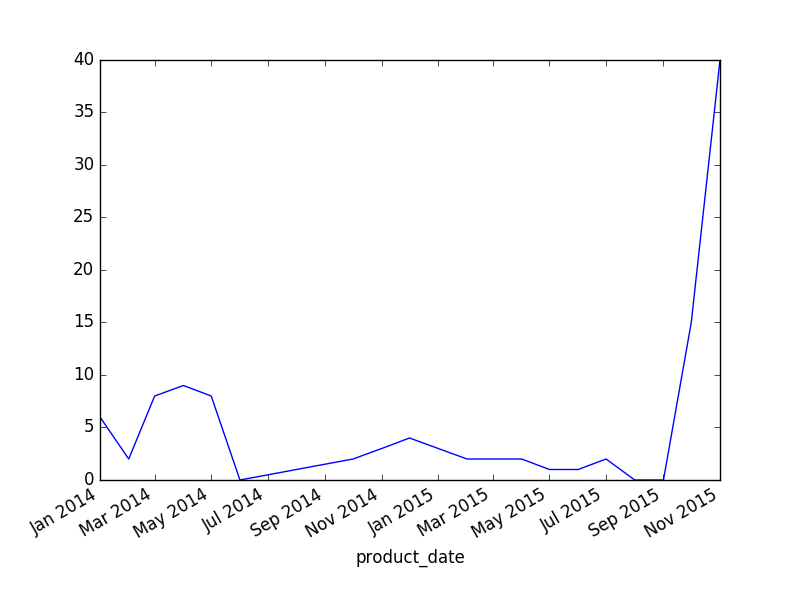 40
35
30
25
20
15
10
5
0
Jan 2014
Mar 2014
May 2014
Jul 2014
Sep 2014
Nov 2014
Jan 2015
Mar 2015
May 2015
Jul 2015
Sep 2015
Nov 2015
product_date